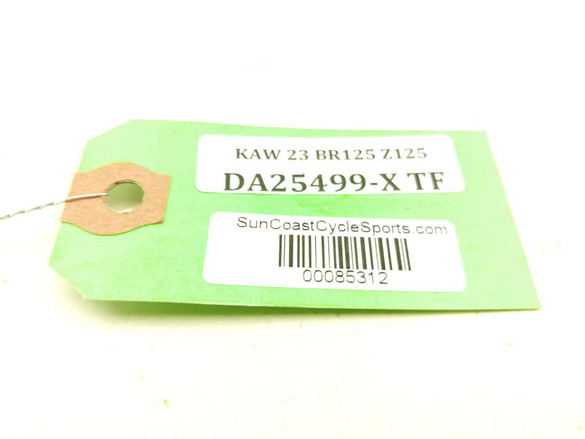 KAW 23 BR125 Z125
DA25499-X TF
SunCoastCycleSports.com
00085312